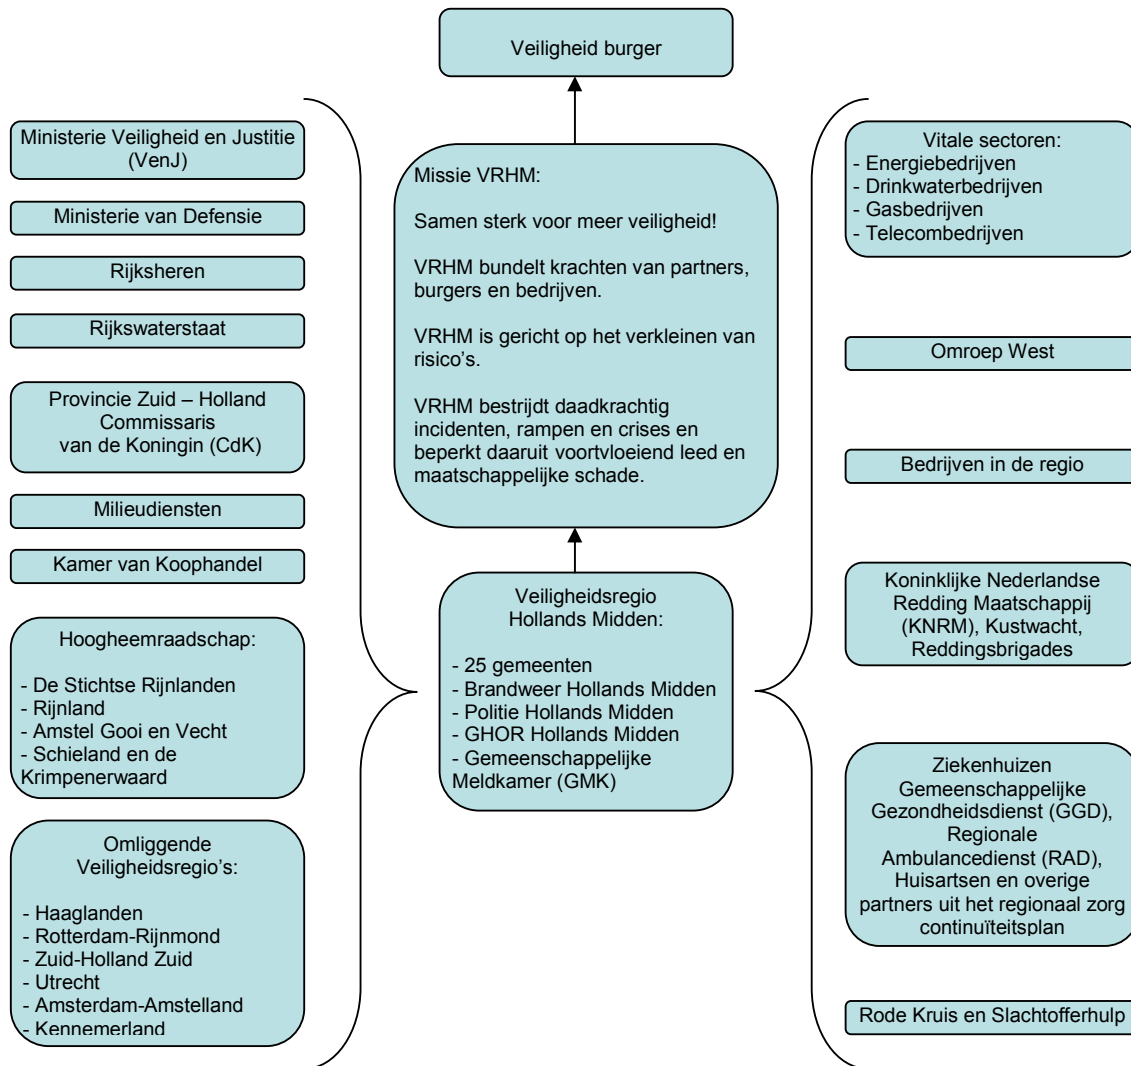 Veiligheid burger
Ministerie Veiligheid en Justitie
(VenJ)
Ministerie van Defensie
Rijksheren
Rijkswaterstaat
Provincie Zuid – Holland
Commissaris
van de Koningin (CdK)
Milieudiensten
Kamer van Koophandel
Hoogheemraadschap:
- De Stichtse Rijnlanden
- Rijnland
- Amstel Gooi en Vecht
- Schieland en de
Krimpenerwaard
Omliggende
Veiligheidsregio’s:
- Haaglanden
- Rotterdam-Rijnmond
- Zuid-Holland Zuid
- Utrecht
- Amsterdam-Amstelland
- Kennemerland
Missie VRHM:
Samen sterk voor meer veiligheid!
VRHM bundelt krachten van partners,
burgers en bedrijven.
VRHM is gericht op het verkleinen van
risico’s.
VRHM bestrijdt daadkrachtig
incidenten, rampen en crises en
beperkt daaruit voortvloeiend leed en
maatschappelijke schade.
Veiligheidsregio
Hollands Midden:
- 25 gemeenten
- Brandweer Hollands Midden
- Politie Hollands Midden
- GHOR Hollands Midden
- Gemeenschappelijke
Meldkamer (GMK)
Vitale sectoren:
- Energiebedrijven
- Drinkwaterbedrijven
- Gasbedrijven
- Telecombedrijven
Omroep West
Bedrijven in de regio
Koninklijke Nederlandse
Redding Maatschappij
(KNRM), Kustwacht,
Reddingsbrigades
Ziekenhuizen
Gemeenschappelijke
Gezondheidsdienst (GGD),
Regionale
Ambulancedienst (RAD),
Huisartsen en overige
partners uit het regionaal zorg
continuïteitsplan
Rode Kruis en Slachtofferhulp